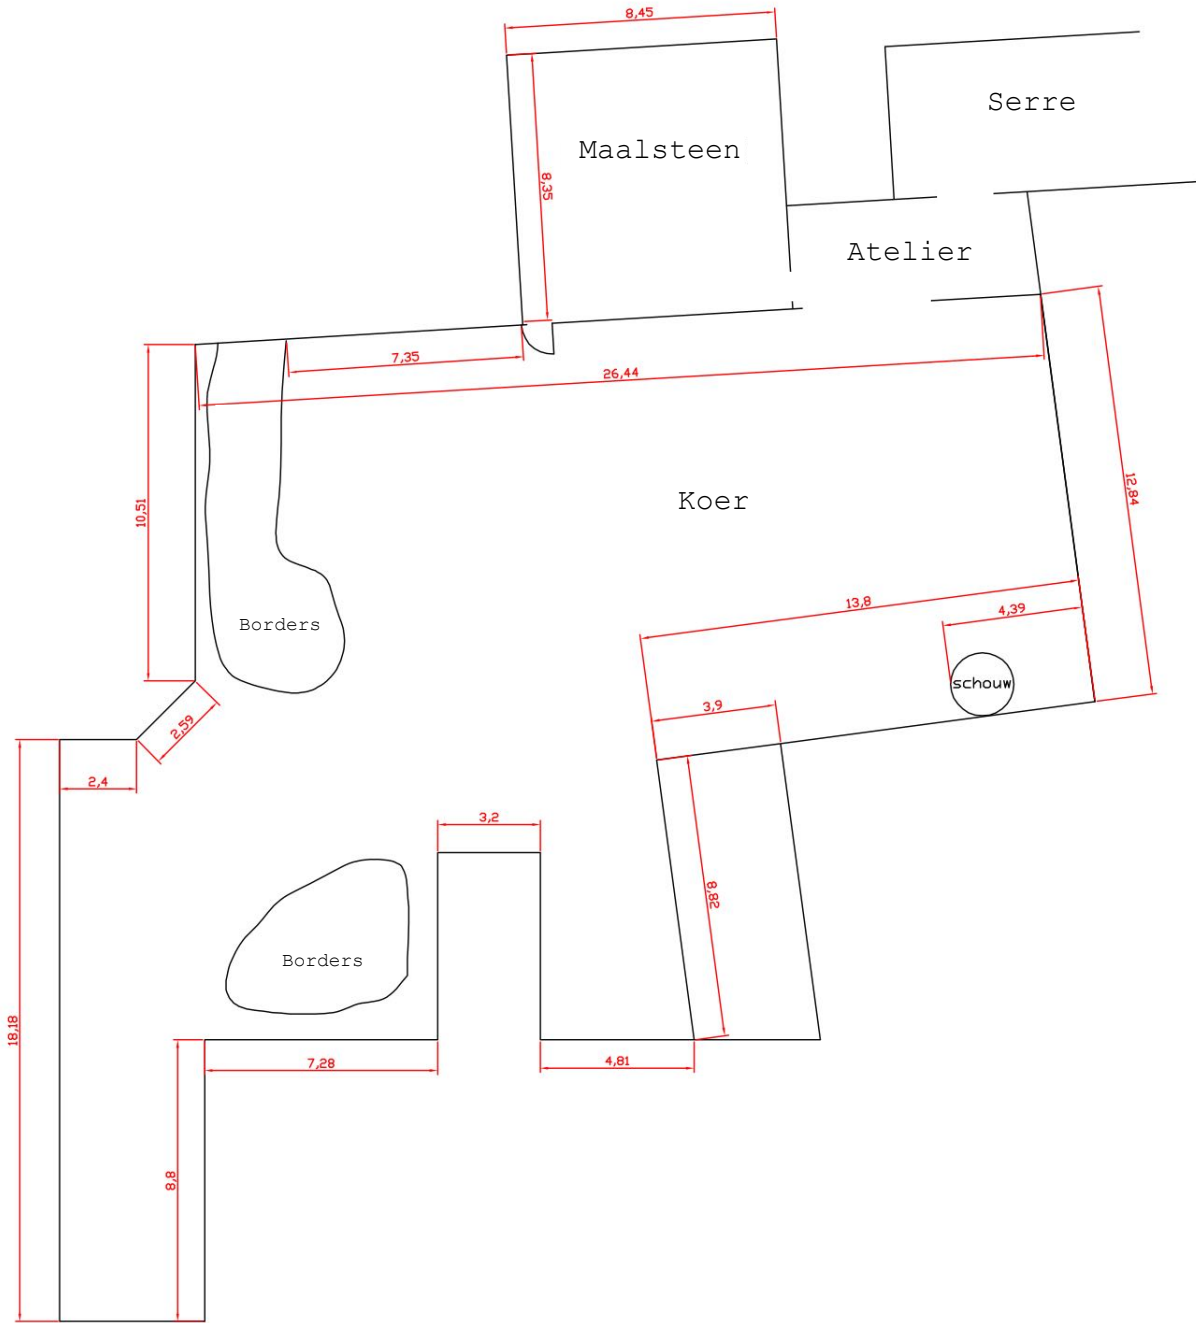 8,45
Serre
Maalsteen
8,35
Atelier
7,35
26,44
10,51
Koer
12,84
13,8
4,39
Borders
schouw
3,9
2,59
2,4
3,2
8,82
Borders
18,18
7,28
4,81
8,8